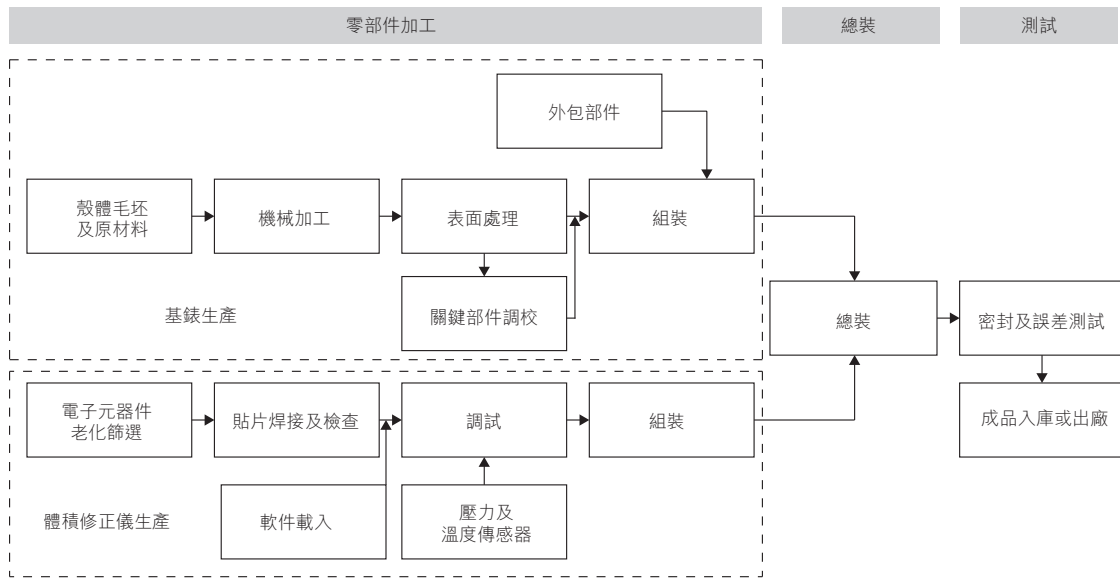 零部件加工
總裝
測試
外包部件
殼體毛坯
及原材料
機械加工
表面處理
組裝
關鍵部件調校
基錶生產
總裝
密封及誤差測試
成品入庫或出廠
電子元器件
老化篩選
貼片焊接及檢查
調試
組裝
軟件載入
壓力及
溫度傳感器
體積修正儀生產